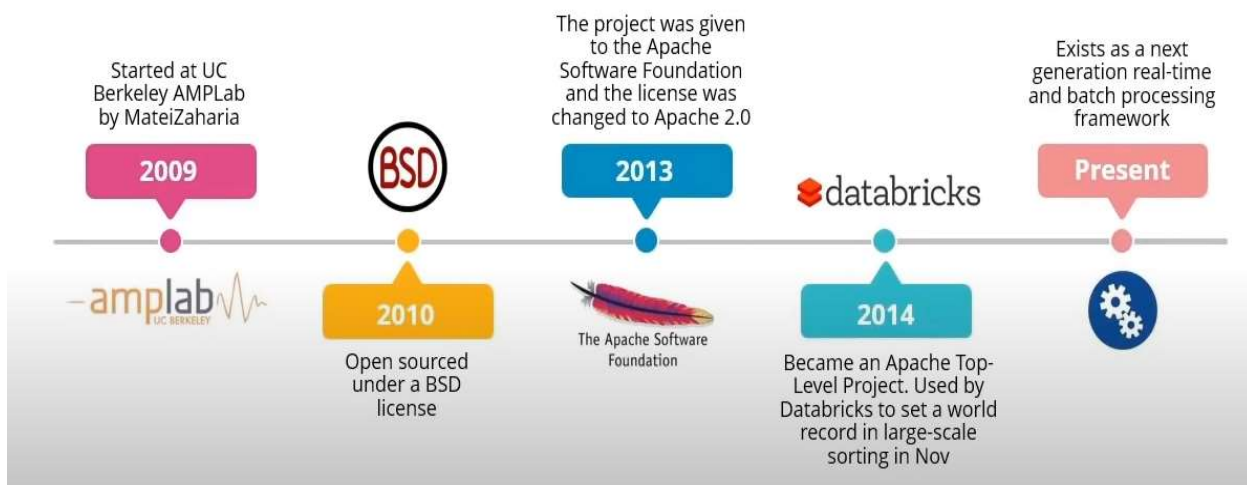 Started at UC
Berkeley AMPLab
by MateiZaharia
2009
amplab
UC BERKELEY
BSD
2010
Open sourced
under a BSD
license
The project was given
to the Apache
Software Foundation
and the license was
changed to Apache 2.0
2013
The Apache Software
Foundation
databricks
2014
Became an Apache Top-
Level Project. Used by
Databricks to set a world
record in large-scale
sorting in Nov
Exists as a next
generation real-time
and batch processing
framework
Present